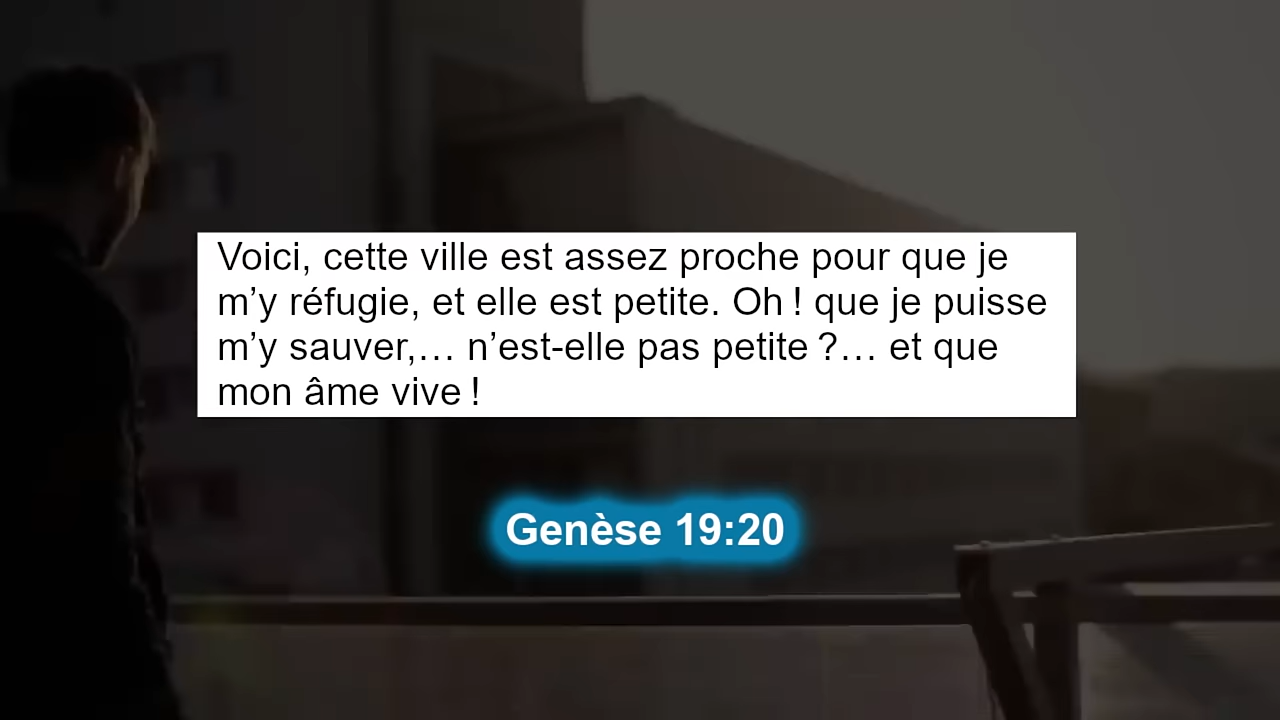 Voici, cette ville est assez proche pour que je
m’y réfugie, et elle est petite. Oh ! que je puisse
m’y sauver,… n’est-elle pas petite ?… et que
mon âme vive !
Genèse 19:20